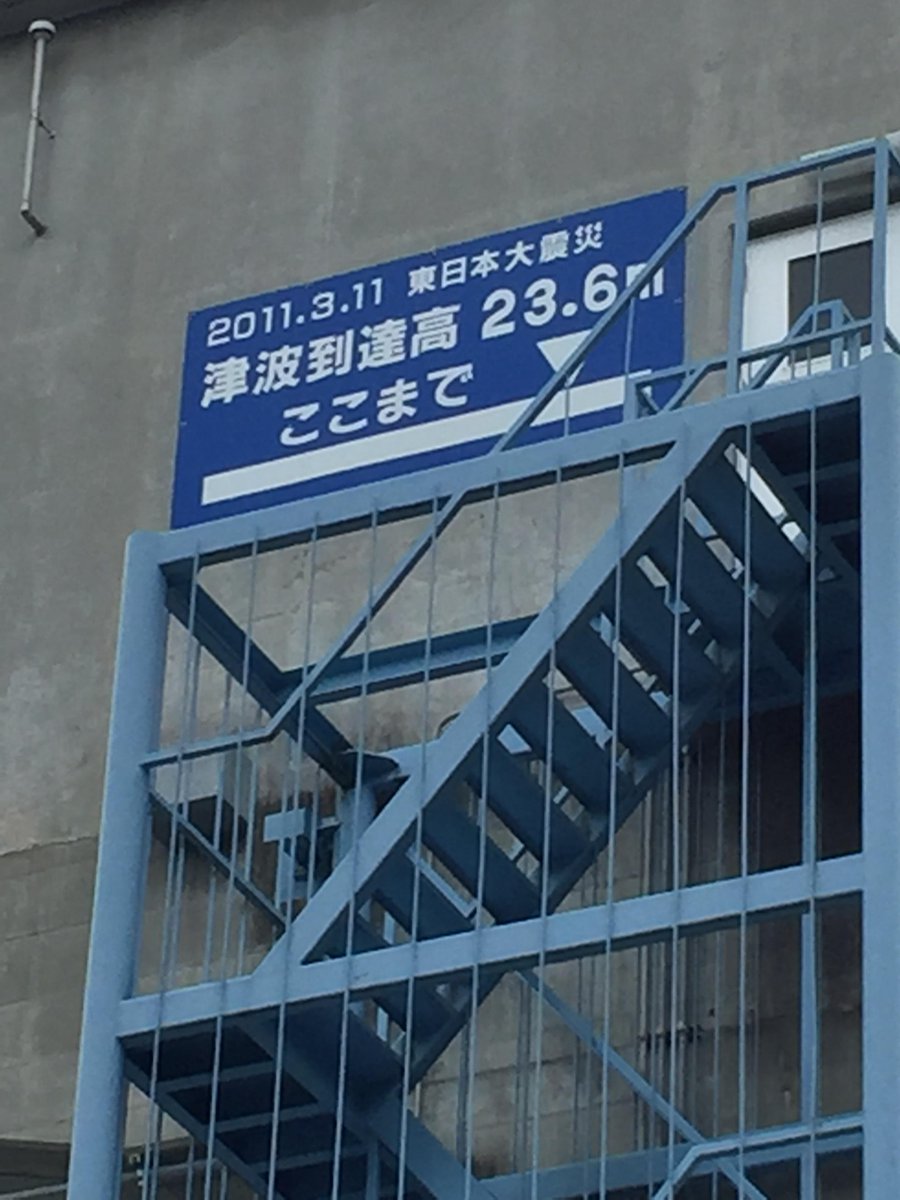 2011.3.11 東日本大震災
津波到達高 23.6m
ここまで